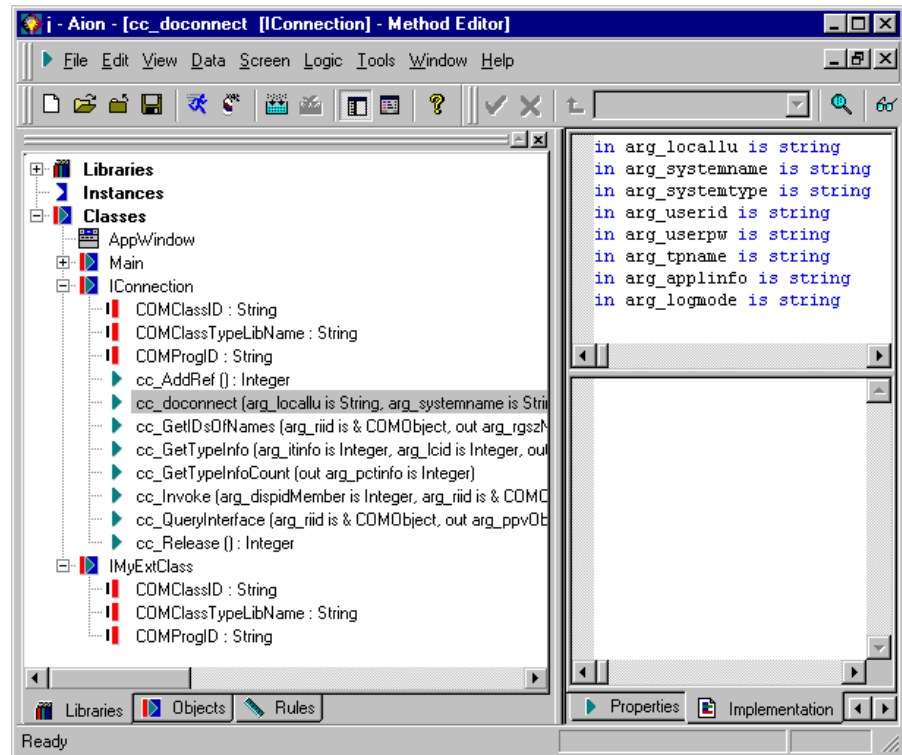 j - Aion - [cc_doconnect [IConnection] - Method Editor]
File Edit View Data Screen Logic Tools Window Help
Libraries
Instances
Classes
AppWindow
Main
IConnection
COMClassID : String
COMClassTypeLibName : String
COMProgID : String
cc_AddRef () : Integer
cc_doconnect (arg_locallu is String, arg_systemname is Strin
cc_GetIDsOfNames (arg_riid is & COMObject, out arg_rgszN
cc_GetTypeInfo (arg_itinfo is Integer, arg_lcid is Integer, out
cc_GetTypeInfoCount (out arg_pctinfo is Integer)
cc_Invoke (arg_dispidMember is Integer, arg_riid is & COMO
cc_QueryInterface (arg_riid is & COMObject, out arg_ppvOb
cc_Release () : Integer
IMyExtClass
COMClassID : String
COMClassTypeLibName : String
COMProgID : String
Libraries Objects Rules
in arg_locallu is string
in arg_systemname is string
in arg_systemtype is string
in arg_userid is string
in arg_userpw is string
in arg_tpname is string
in arg_applinfo is string
in arg_logmode is string
Properties Implementation
Ready